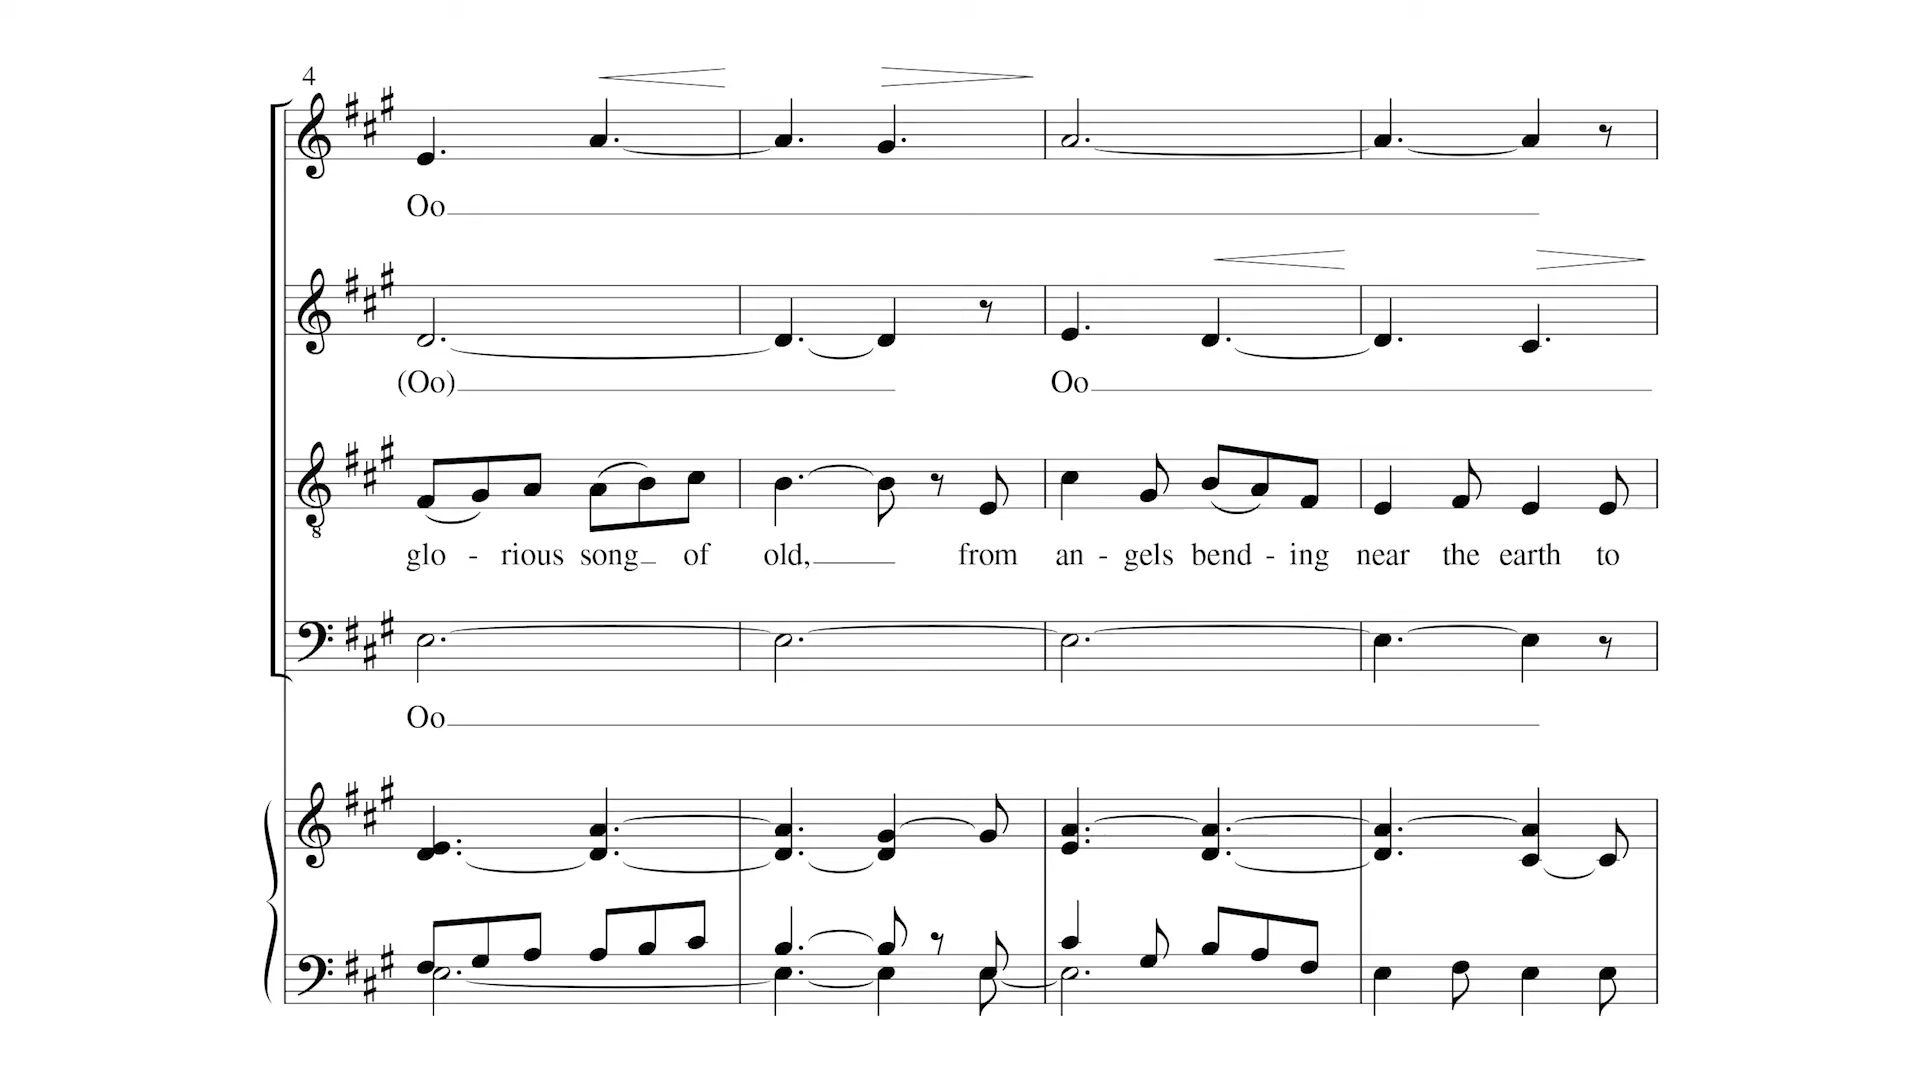 4
Oo
(Oo) Oo
glo - rious song of old, from an - gels bend - ing near the earth to
Oo